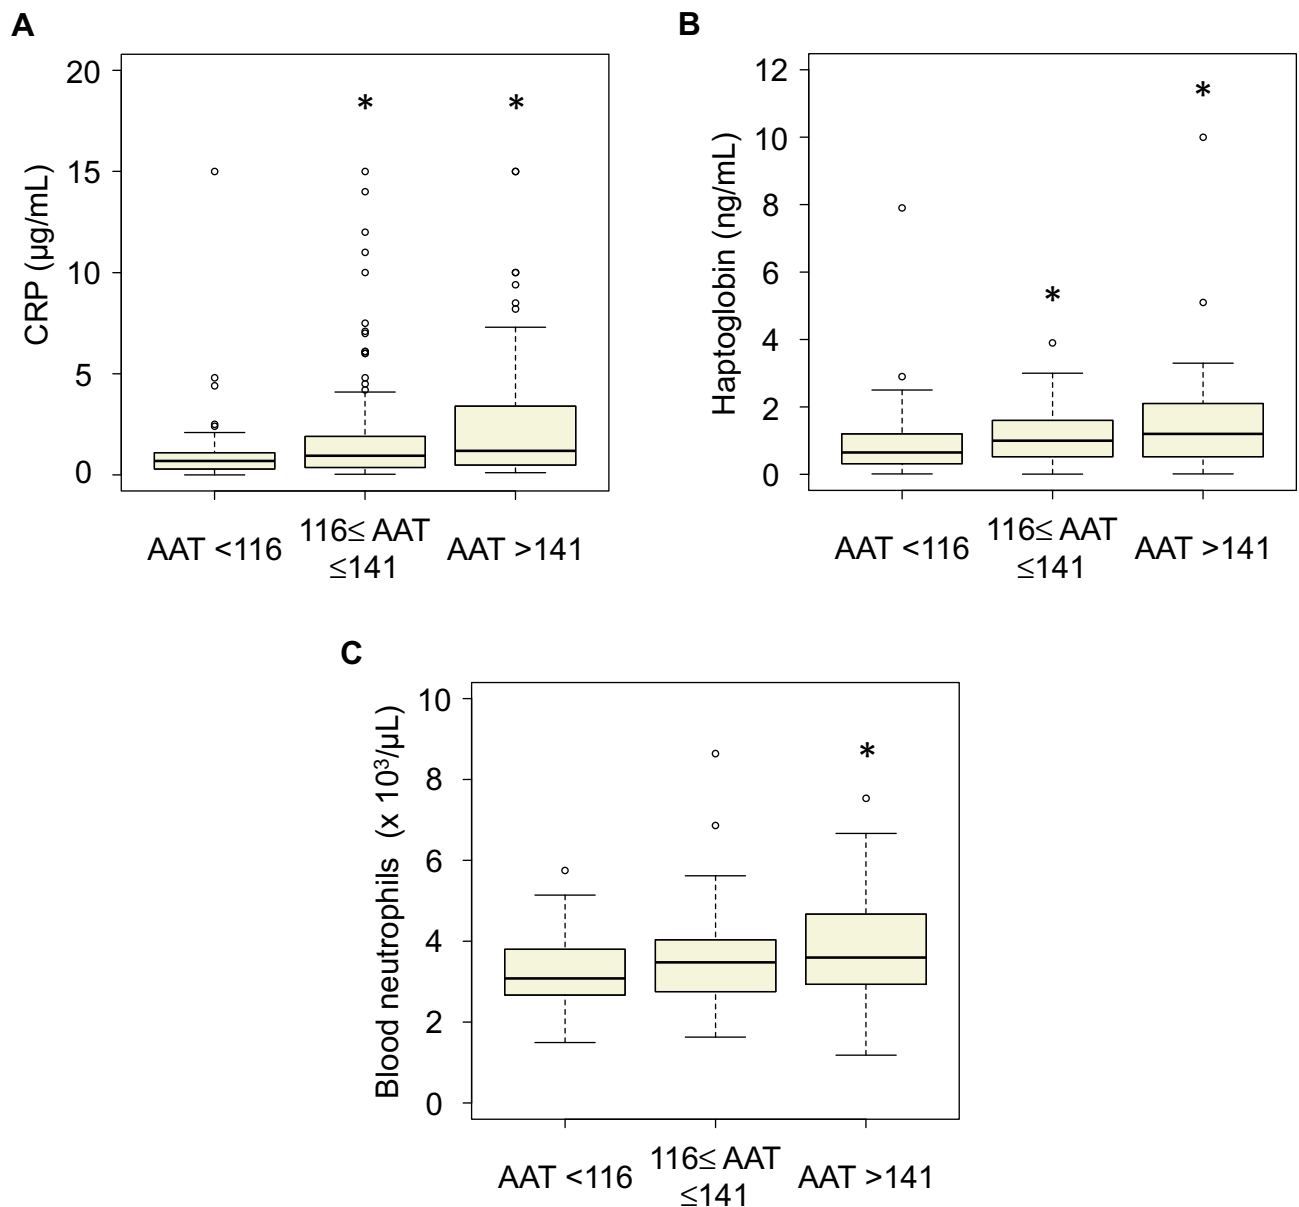 A
CRP (µg/mL)
20
15
10
5
0
*
*
AAT <116
116≤ AAT
≤141
AAT >141
B
Haptoglobin (ng/mL)
12
10
8
6
4
2
0
*
*
AAT <116
116≤ AAT
≤141
AAT >141
C
Blood neutrophils (x 10³/µL)
10
8
6
4
2
0
*
AAT <116
116≤ AAT
≤141
AAT >141